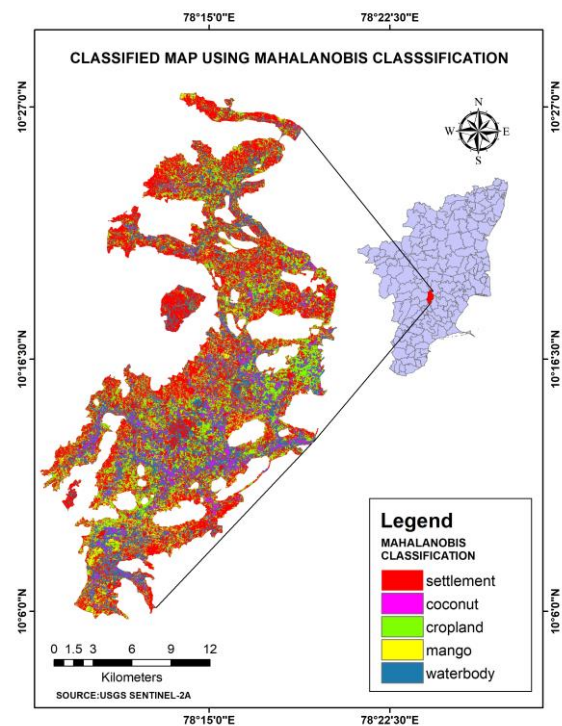 78°15'0"E 78°22'30"E
CLASSIFIED MAP USING MAHALANOBIS CLASSSIFICATION
10°27'0"N 10°27'0"N
N
W E
S
10°16'30"N 10°16'30"N
Legend
MAHALANOBIS
CLASSIFICATION
settlement
coconut
cropland
mango
waterbody
10°6'0"N 10°6'0"N
0 1.5 3 6 9 12
Kilometers
SOURCE:USGS SENTINEL-2A
78°15'0"E 78°22'30"E